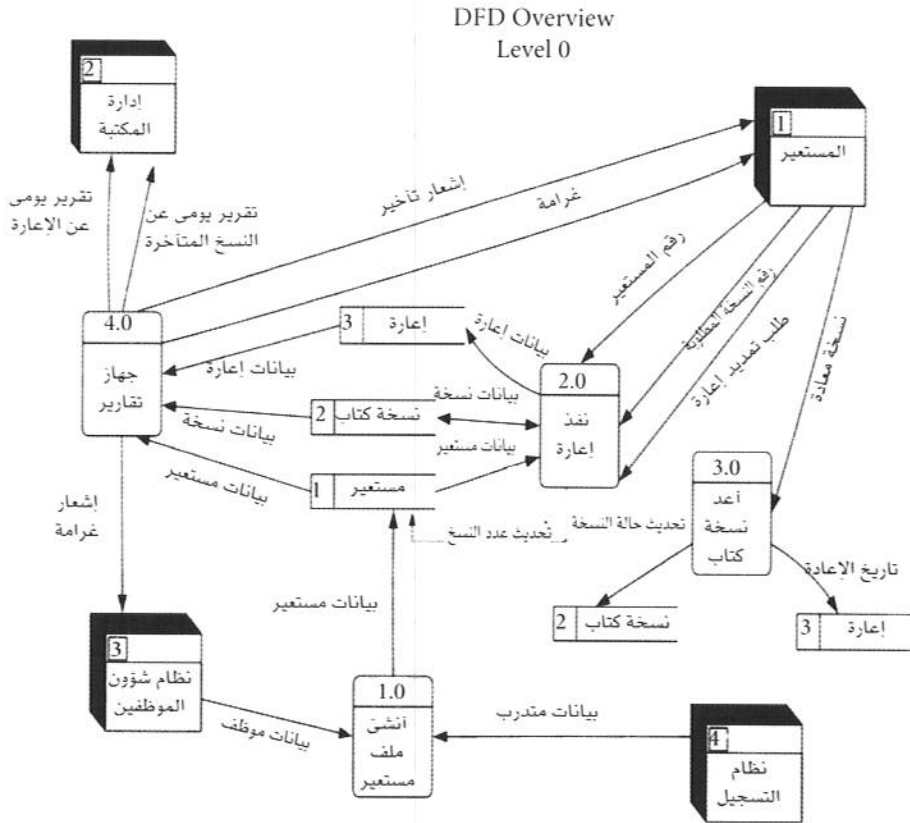 DFD Overview
Level 0
2
إدارة
المكتبة
1
المستعير
تقرير يومى
عن الإعارة
تقرير يومى عن
النسخ المتأخرة
إشعار تأخير
غرامة
رقم المستعير
رقم النسخة المطلوبة
طلب تمديد إعارة
نسخة معادة
4.0
جهاز
تقارير
3 إعارة
بيانات إعارة
بيانات إعارة
2.0
نفذ
إعارة
2 نسخة كتاب
بيانات نسخة
بيانات نسخة
1 مستعير
بيانات مستعير
بيانات مستعير
3.0
أعد
نسخة
كتاب
تحديث عدد النسخ
تحديث حالة النسخة
تاريخ الإعادة
إشعار
غرامة
بيانات مستعير
2 نسخة كتاب
3 إعارة
3
نظام شؤون
الموظفين
بيانات موظف
1.0
أنشئ
ملف
مستعير
بيانات متدرب
4
نظام
التسجيل